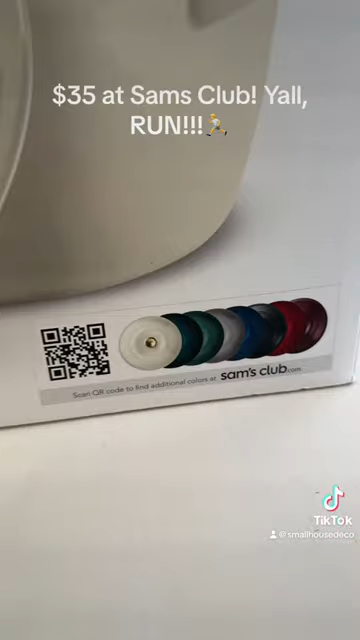 $35 at Sams Club! Yall,
RUN!!!🏃
Scan QR code to find additional colors at sam's club.com
TikTok
@smallhousedeco